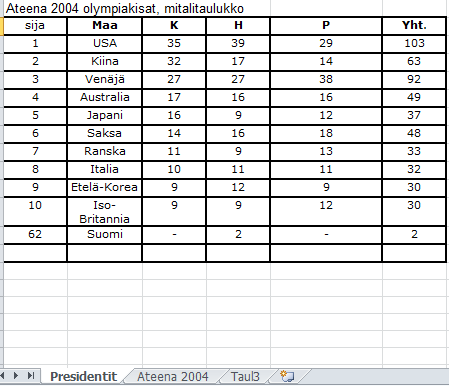 Ateena 2004 olympiakisat, mitalitaulukko
sija Maa K H P Yht.
1 USA 35 39 29 103
2 Kiina 32 17 14 63
3 Venäjä 27 27 38 92
4 Australia 17 16 16 49
5 Japani 16 9 12 37
6 Saksa 14 16 18 48
7 Ranska 11 9 13 33
8 Italia 10 11 11 32
9 Etelä-Korea 9 12 9 30
10 Iso- 9 9 12 30
Britannia
62 Suomi - 2 - 2
Presidentit Ateena 2004 Taul3